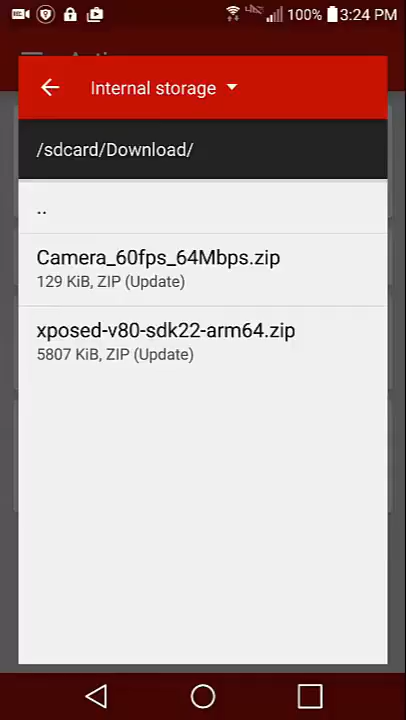 100% 3:24 PM
Internal storage
/sdcard/Download/
..
Camera_60fps_64Mbps.zip
129 KiB, ZIP (Update)
xposed-v80-sdk22-arm64.zip
5807 KiB, ZIP (Update)